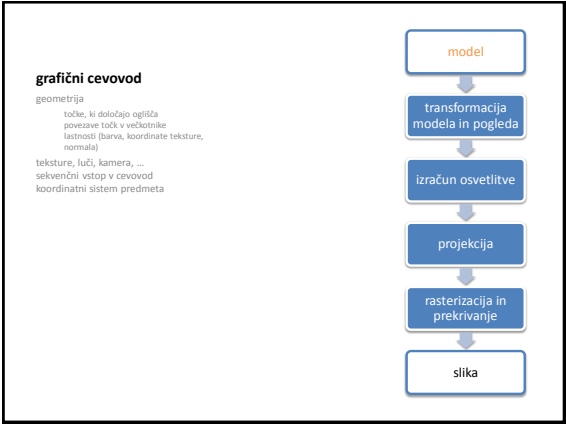 grafični cevovod
geometrija
točke, ki določajo oglišča
povezave točk v večkotnike
lastnosti (barva, koordinate teksture,
normala)
teksture, luči, kamera, …
sekvenčni vstop v cevovod
koordinatni sistem predmeta
model
transformacija
modela in pogleda
izračun osvetlitve
projekcija
rasterizacija in
prekrivanje
slika